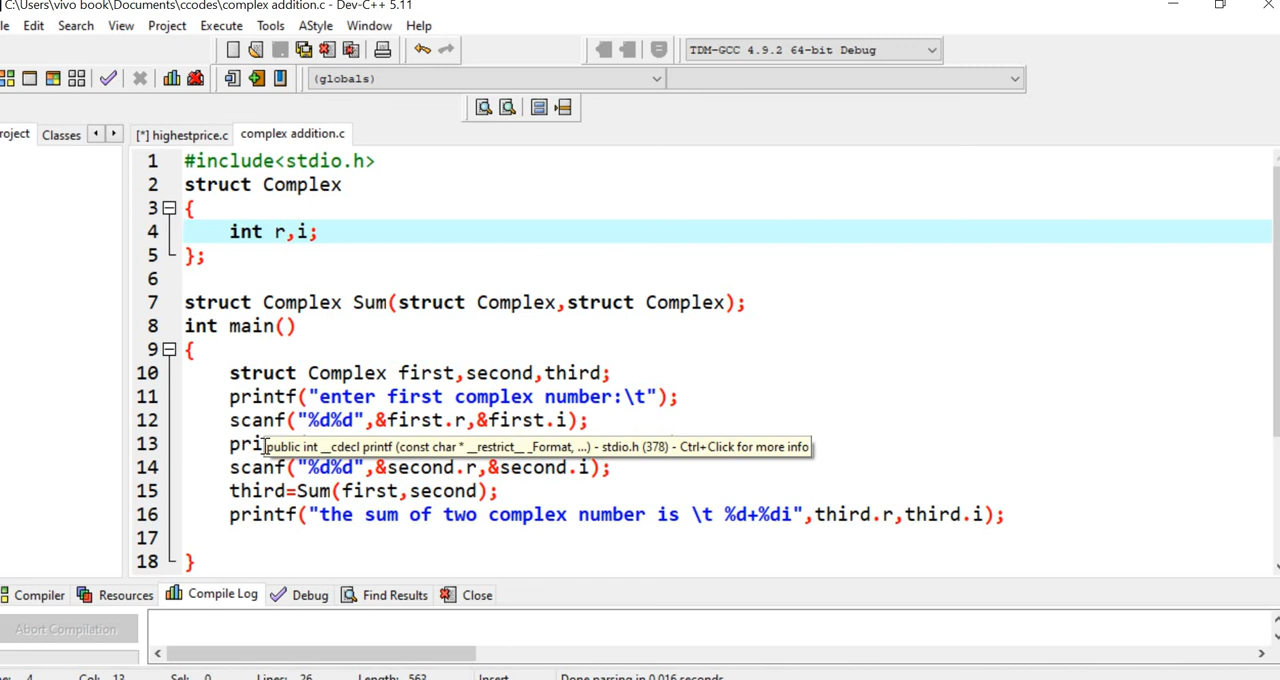 C:\Users\vivo book\Documents\ccodes\complex addition.c - Dev-C++ 5.11
Edit Search View Project Execute Tools AStyle Window Help
TDM-GCC 4.9.2 64-bit Debug
(globals)
Classes [*] highestprice.c complex addition.c
1 #include<stdio.h>
2 struct Complex
3 {
4 int r,i;
5 };
6
7 struct Complex Sum(struct Complex,struct Complex);
8 int main()
9 {
10 struct Complex first,second,third;
11 printf("enter first complex number:\t");
12 scanf("%d%d",&first.r,&first.i);
13 pri
public int __cdecl printf (const char * __restrict__ _Format, ...) - stdio.h (378) - Ctrl+Click for more info
14 scanf("%d%d",&second.r,&second.i);
15 third=Sum(first,second);
16 printf("the sum of two complex number is \t %d+%di",third.r,third.i);
17
18 }
Compiler Resources Compile Log Debug Find Results Close
Abort Compilation
4 Col: 13 Sel: 0 Lines: 26 Length: 563 Insert Done parsing in 0.016 seconds